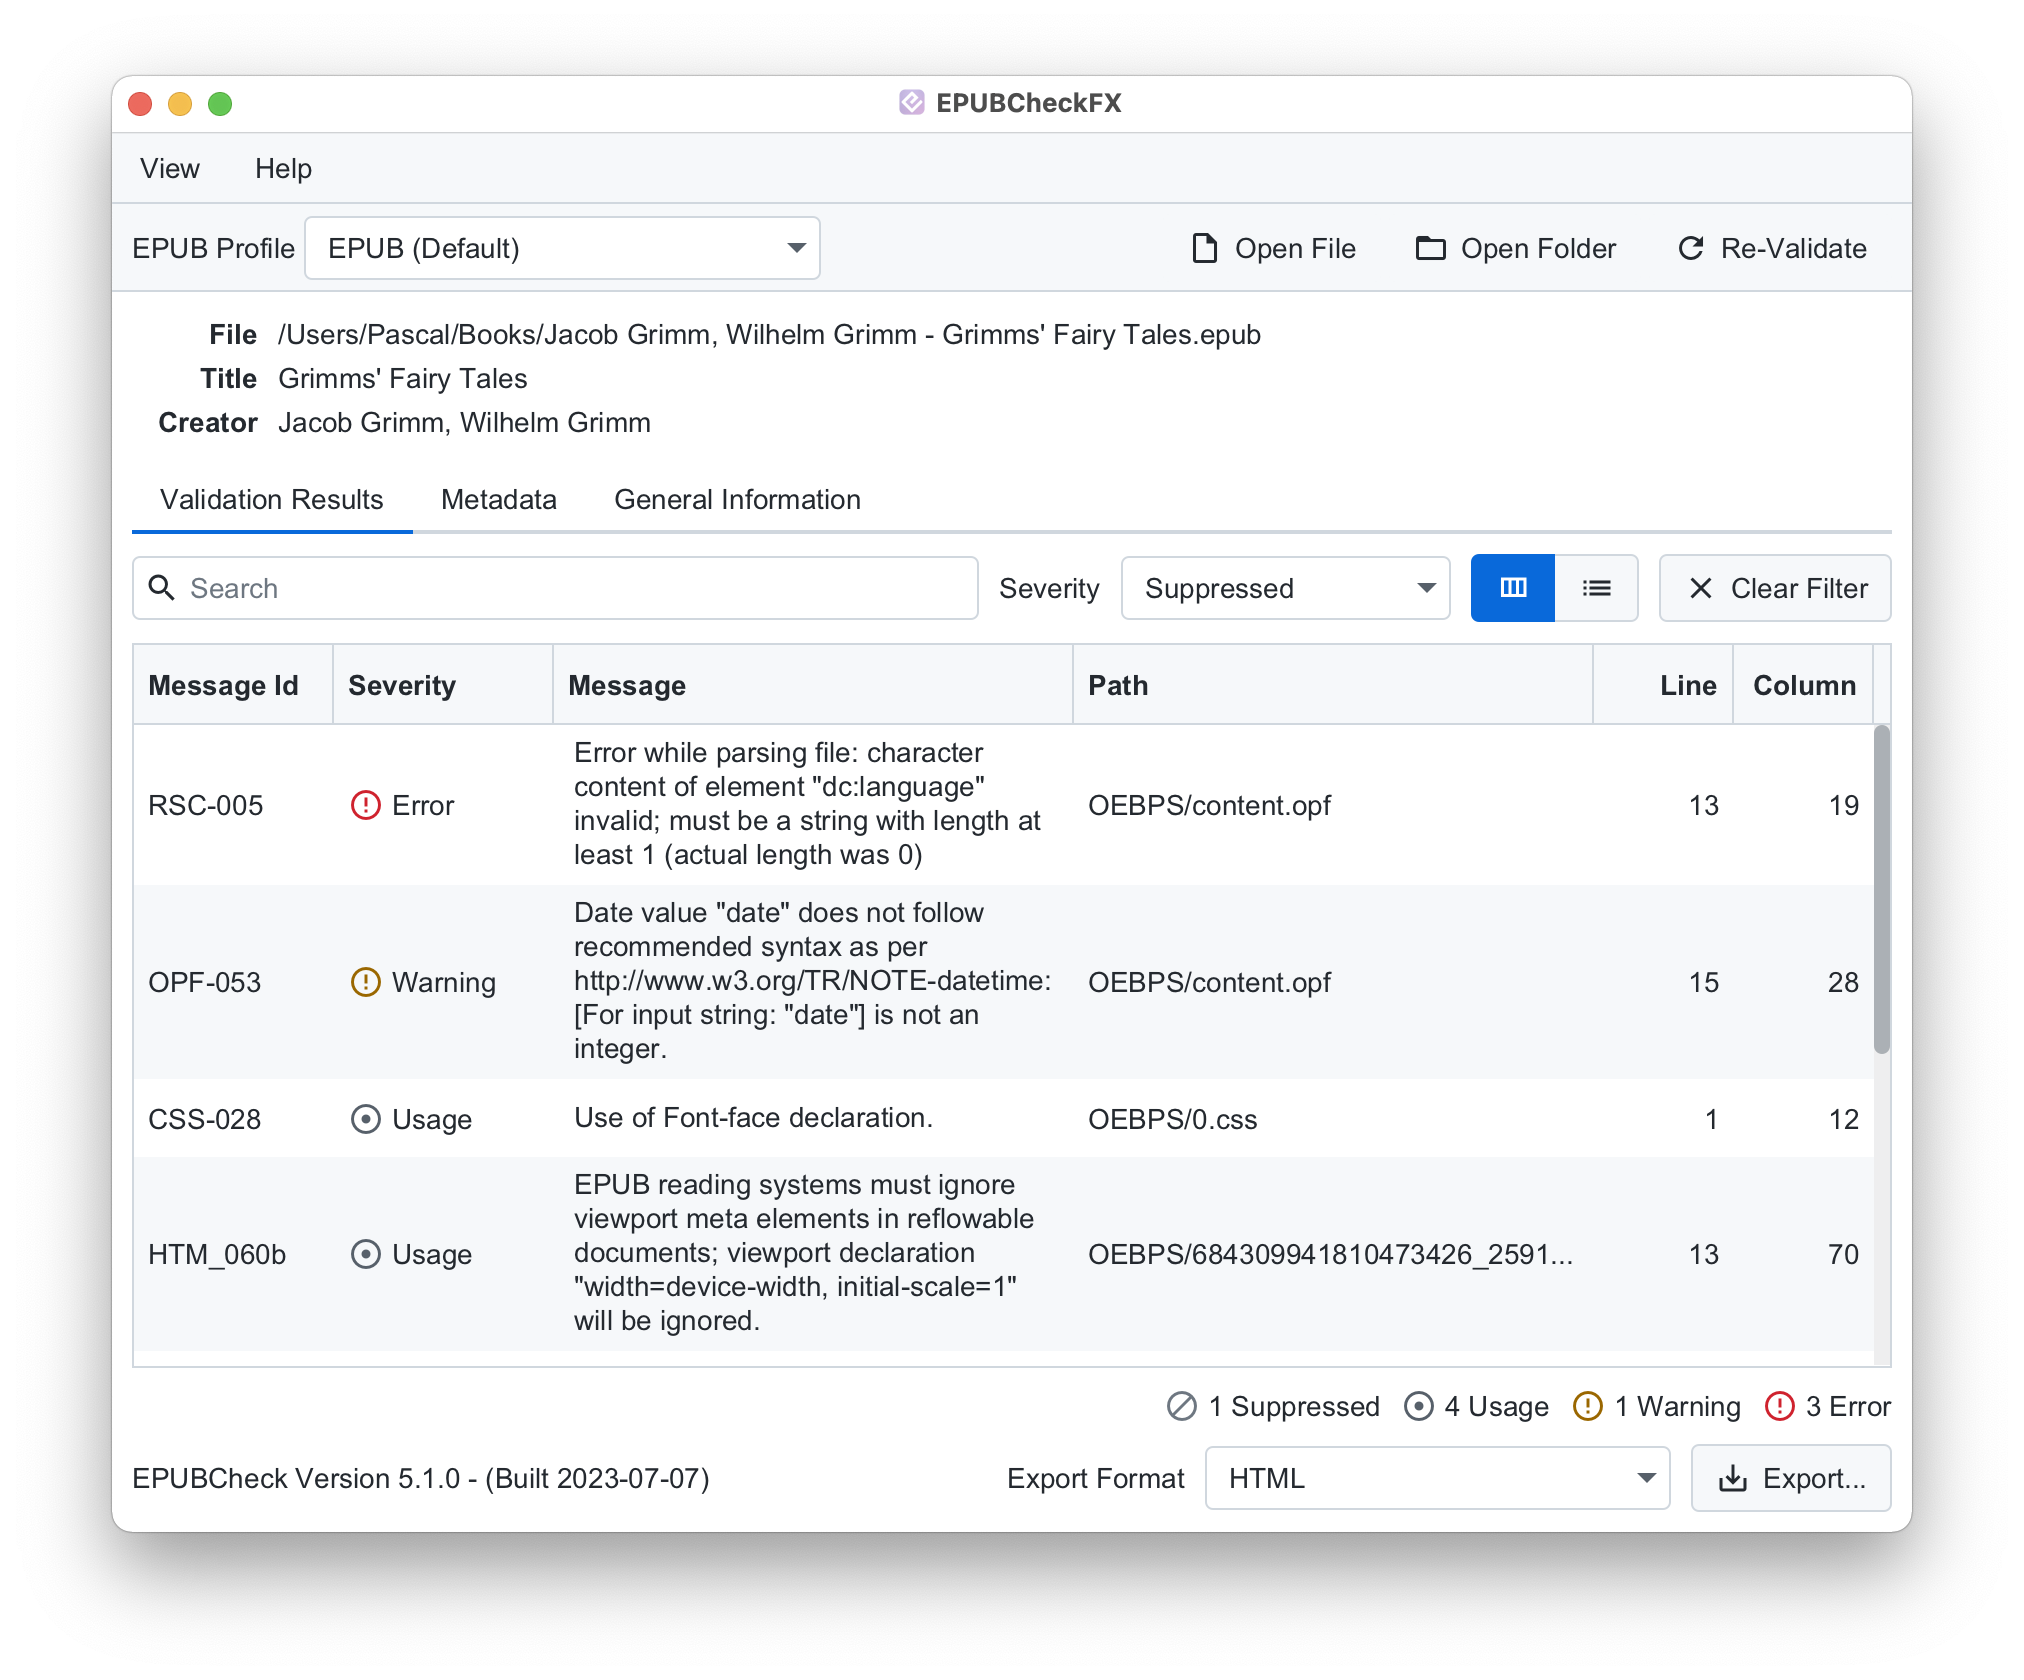 EPUBCheckFX
View Help
EPUB Profile EPUB (Default) Open File Open Folder Re-Validate
File /Users/Pascal/Books/Jacob Grimm, Wilhelm Grimm - Grimms' Fairy Tales.epub
Title Grimms' Fairy Tales
Creator Jacob Grimm, Wilhelm Grimm
Validation Results Metadata General Information
Search Severity Suppressed Clear Filter
Message Id Severity Message Path Line Column
RSC-005 Error
Error while parsing file: character
content of element "dc:language"
invalid; must be a string with length at
least 1 (actual length was 0)
OEBPS/content.opf 13 19
OPF-053 Warning
Date value "date" does not follow
recommended syntax as per
http://www.w3.org/TR/NOTE-datetime:
[For input string: "date"] is not an
integer.
OEBPS/content.opf 15 28
CSS-028 Usage Use of Font-face declaration. OEBPS/0.css 1 12
HTM_060b Usage
EPUB reading systems must ignore
viewport meta elements in reflowable
documents; viewport declaration
"width=device-width, initial-scale=1"
will be ignored.
OEBPS/684309941810473426_2591... 13 70
1 Suppressed 4 Usage 1 Warning 3 Error
EPUBCheck Version 5.1.0 - (Built 2023-07-07) Export Format HTML Export...